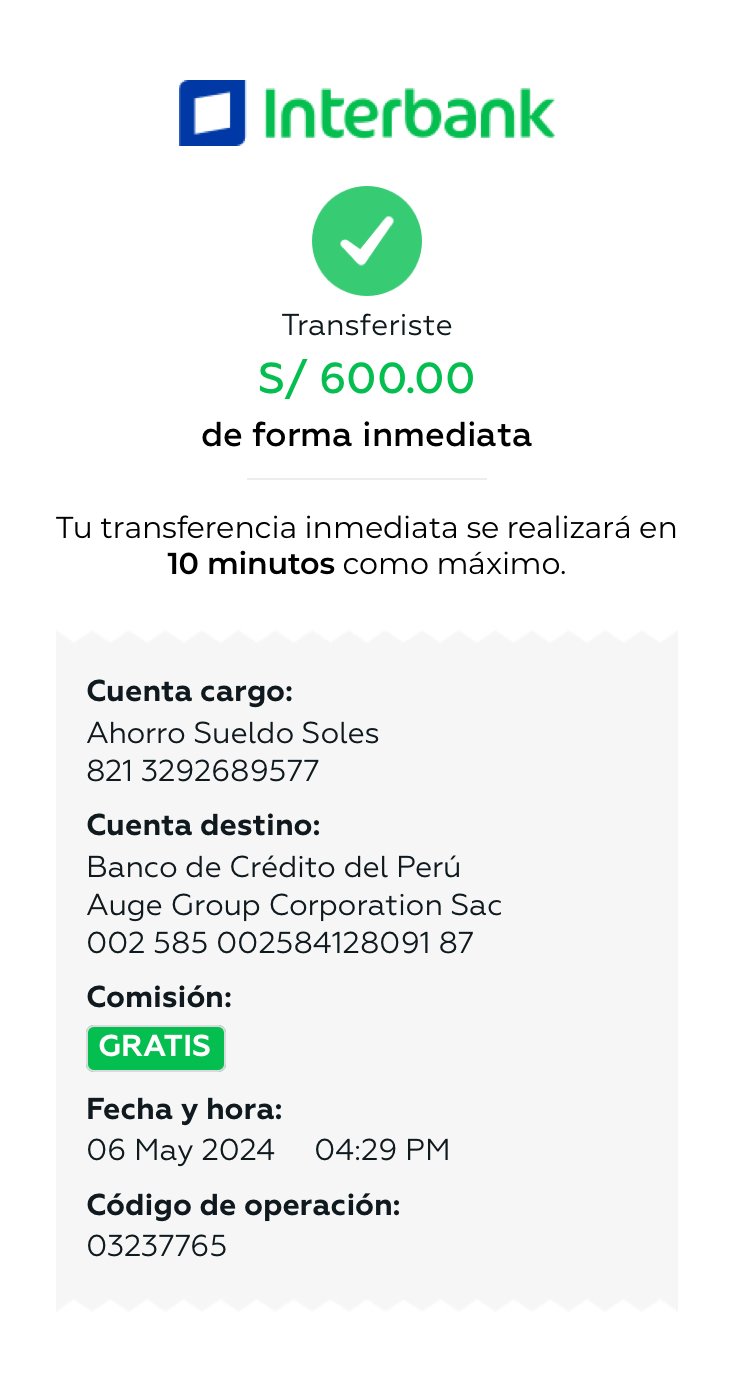 Interbank
Transferiste
S/ 600.00
de forma inmediata
Tu transferencia inmediata se realizará en
10 minutos como máximo.
Cuenta cargo:
Ahorro Sueldo Soles
821 3292689577
Cuenta destino:
Banco de Crédito del Perú
Auge Group Corporation Sac
002 585 002584128091 87
Comisión:
GRATIS
Fecha y hora:
06 May 2024 04:29 PM
Código de operación:
03237765